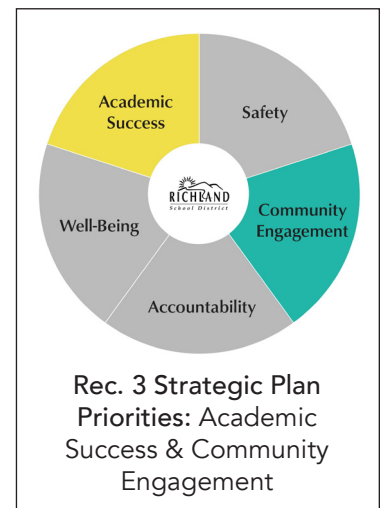 Academic
Success
Safety
RICHLAND
School District
Well-Being
Community
Engagement
Accountability
Rec. 3 Strategic Plan
Priorities: Academic
Success & Community
Engagement